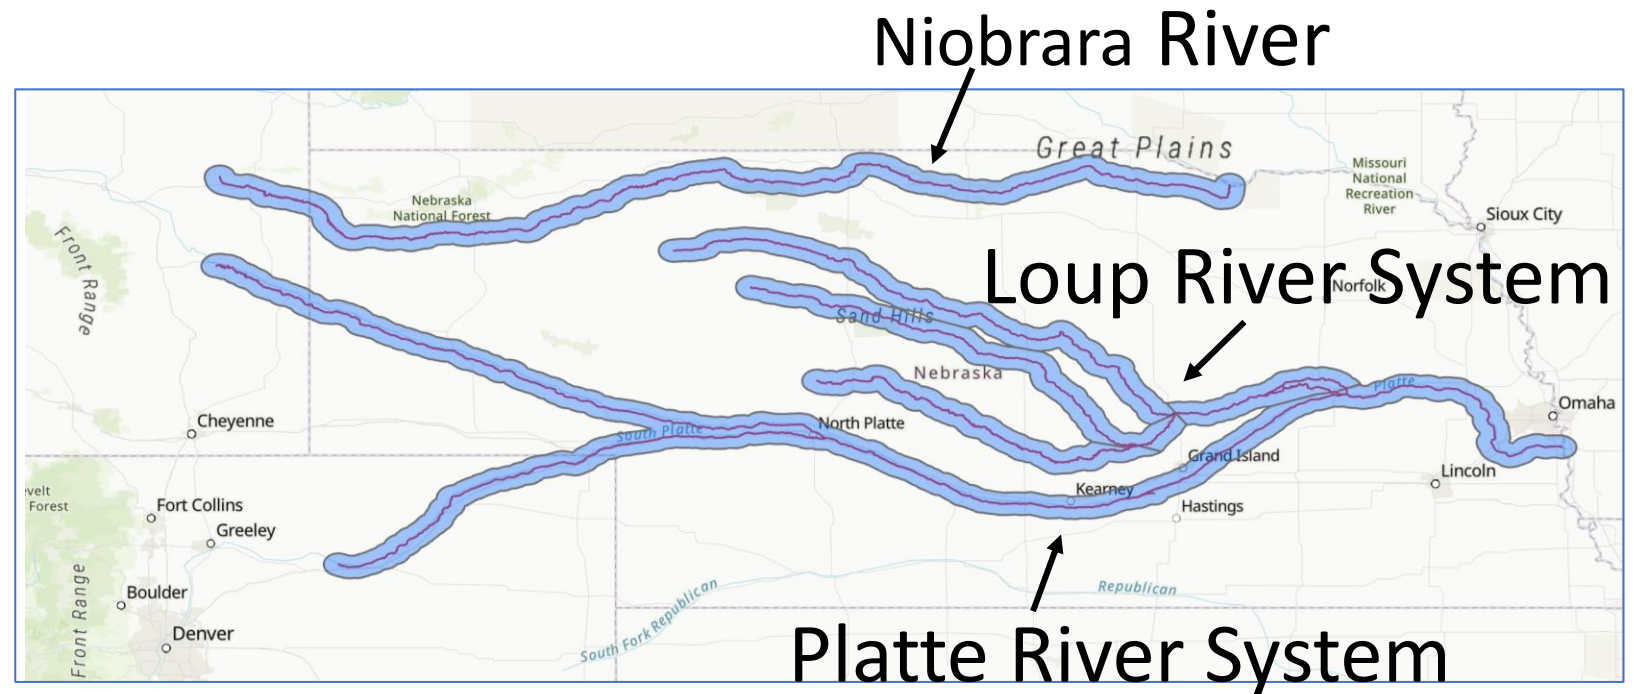 Niobrara River
Great Plains
Missouri
National
Recreation
River
Nebraska
National Forest
Sioux City
Front Range
Loup River System
Norfolk
Sand Hills
Nebraska
Platte
Omaha
Cheyenne
North Platte
South Platte
Grand Island
Lincoln
Kearney
Hastings
velt
Forest
Fort Collins
Greeley
Front Range
Boulder
Denver
South Fork Republican
Republican
Platte River System